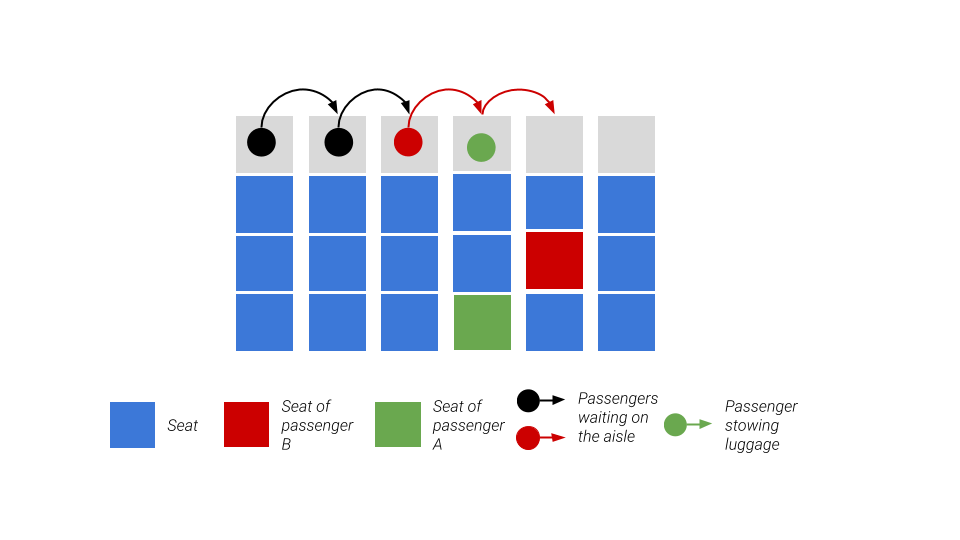 Seat
Seat of
passenger
B
Seat of
passenger
A
Passengers
waiting on
the aisle
Passenger
stowing
luggage